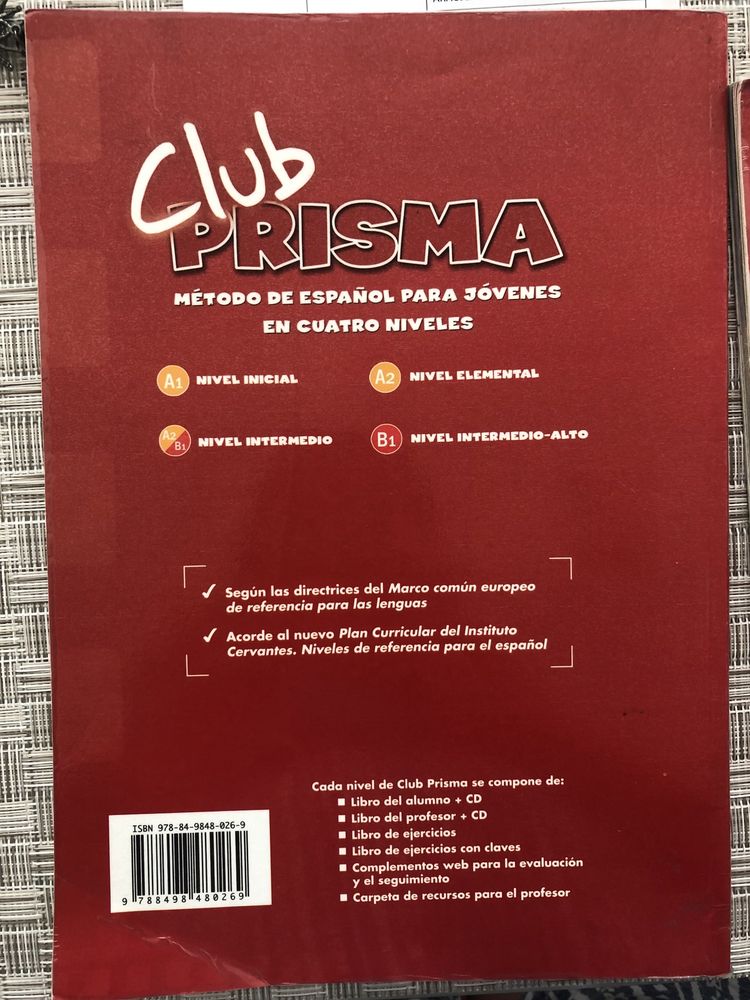 Club
PRISMA
MÉTODO DE ESPAÑOL PARA JÓVENES
EN CUATRO NIVELES
A1 NIVEL INICIAL
A2 NIVEL ELEMENTAL
A2 B1 NIVEL INTERMEDIO
B1 NIVEL INTERMEDIO-ALTO
✓ Según las directrices del Marco común europeo
de referencia para las lenguas
✓ Acorde al nuevo Plan Curricular del Instituto
Cervantes. Niveles de referencia para el español
Cada nivel de Club Prisma se compone de:
■ Libro del alumno + CD
■ Libro del profesor + CD
■ Libro de ejercicios
■ Libro de ejercicios con claves
■ Complementos web para la evaluación
y el seguimiento
■ Carpeta de recursos para el profesor
ISBN 978-84-9848-026-9
9 788498 480269